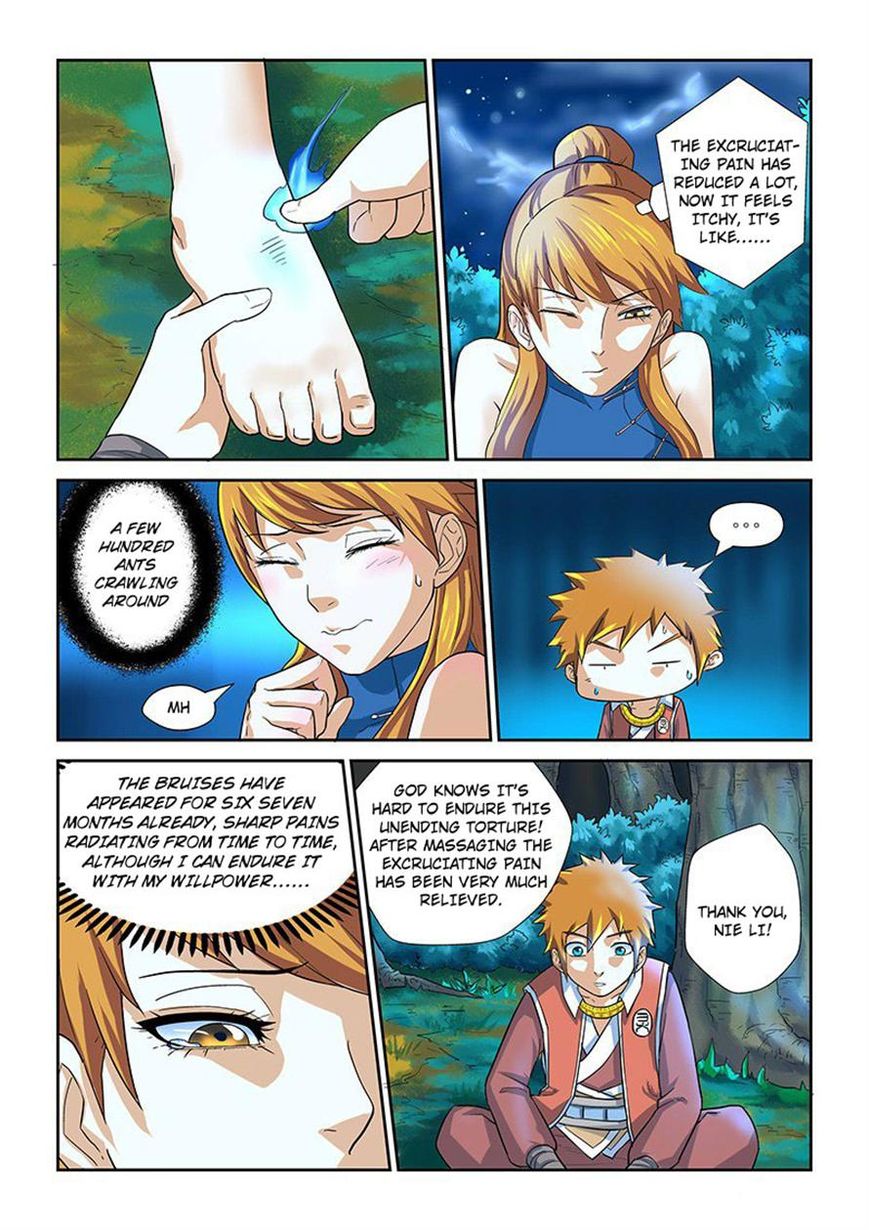 THE EXCRUCIAT-
ING PAIN HAS
REDUCED A LOT,
NOW IT FEELS
ITCHY, IT'S
LIKE......
A FEW
HUNDRED
ANTS
CRAWLING
AROUND
MH
...
THE BRUISES HAVE
APPEARED FOR SIX SEVEN
MONTHS ALREADY, SHARP PAINS
RADIATING FROM TIME TO TIME,
ALTHOUGH I CAN ENDURE IT
WITH MY WILLPOWER......
GOD KNOWS IT'S
HARD TO ENDURE THIS
UNENDING TORTURE!
AFTER MASSAGING THE
EXCRUCIATING PAIN
HAS BEEN VERY MUCH
RELIEVED.
THANK YOU,
NIE LI!